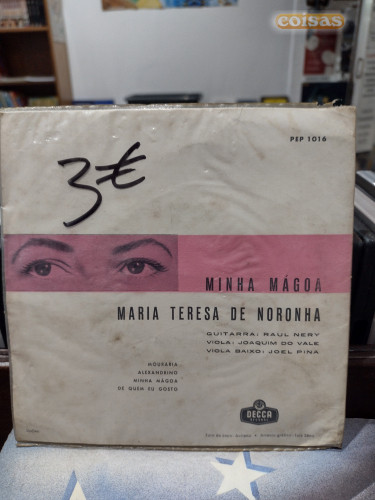 coisas
PEP 1016
3€
MINHA MÁGOA
MARIA TERESA DE NORONHA
GUITARRA: RAUL NERY
VIOLA: JOAQUIM DO VALE
VIOLA BAIXO: JOEL PINA
MOURARIA
ALEXANDRINO
MINHA MÁGOA
DE QUEM EU GOSTO
DECCA
RECORDS